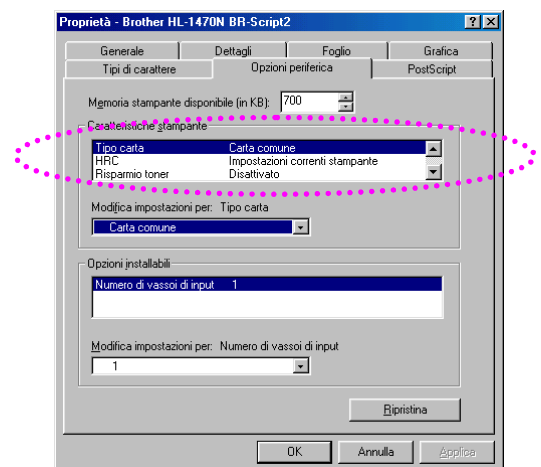 Proprietà - Brother HL-1470N BR-Script2
Generale Dettagli Foglio Grafica
Tipi di carattere Opzioni periferica PostScript
Memoria stampante disponibile (in KB): 700
Caratteristiche stampante
Tipo carta Carta comune
HRC Impostazioni correnti stampante
Risparmio toner Disattivato
Modifica impostazioni per: Tipo carta
Carta comune
Opzioni installabili
Numero di vassoi di input 1
Modifica impostazioni per: Numero di vassoi di input
1
Ripristina
OK Annulla Applica